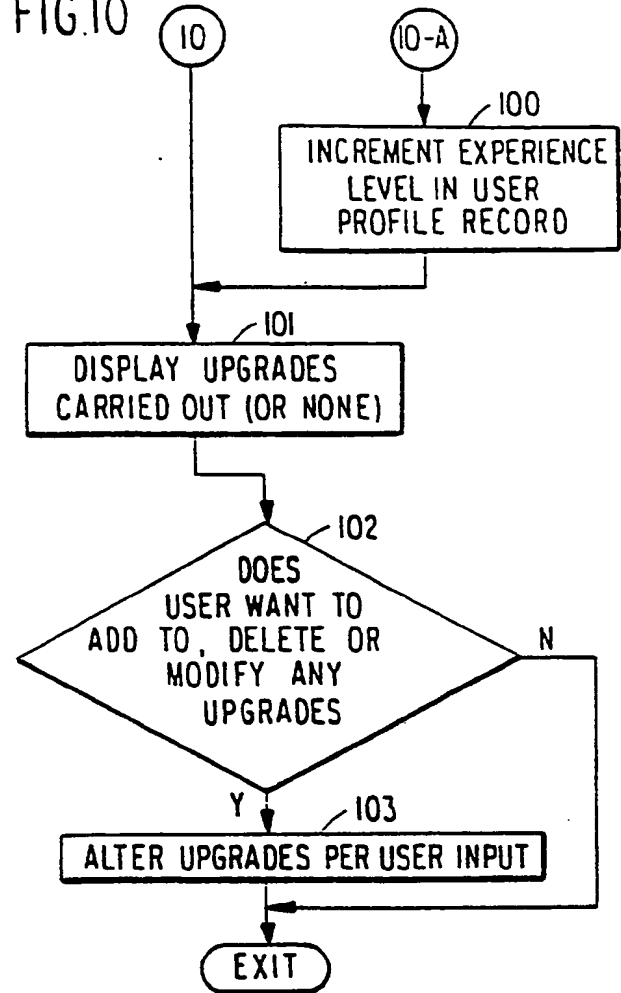 FIG.10
10
10-A
100
INCREMENT EXPERIENCE
LEVEL IN USER
PROFILE RECORD
101
DISPLAY UPGRADES
CARRIED OUT (OR NONE)
102
DOES
USER WANT TO
ADD TO, DELETE OR
MODIFY ANY
UPGRADES
N
Y
103
ALTER UPGRADES PER USER INPUT
EXIT